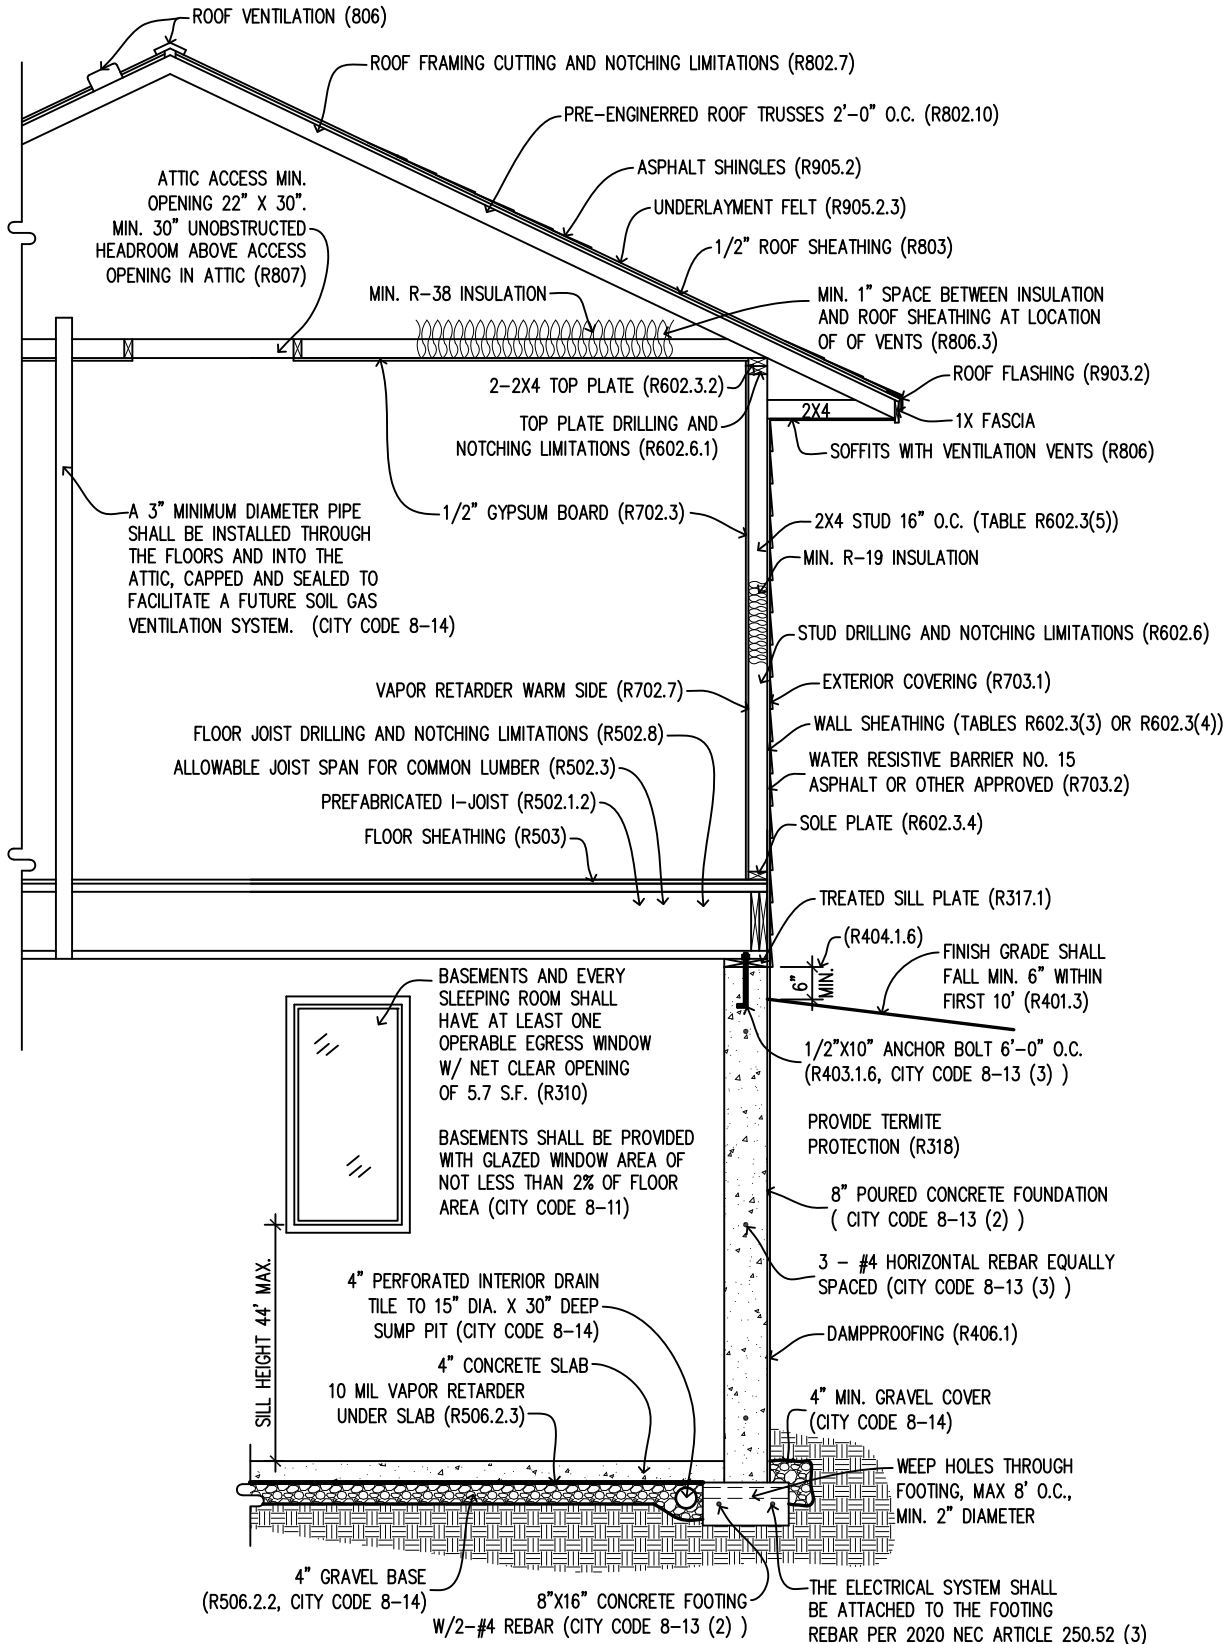 ROOF VENTILATION (806)
ROOF FRAMING CUTTING AND NOTCHING LIMITATIONS (R802.7)
PRE-ENGINERRED ROOF TRUSSES 2'-0" O.C. (R802.10)
ASPHALT SHINGLES (R905.2)
UNDERLAYMENT FELT (R905.2.3)
1/2" ROOF SHEATHING (R803)
ATTIC ACCESS MIN.
OPENING 22" X 30".
MIN. 30" UNOBSTRUCTED
HEADROOM ABOVE ACCESS
OPENING IN ATTIC (R807)
MIN. R-38 INSULATION
MIN. 1" SPACE BETWEEN INSULATION
AND ROOF SHEATHING AT LOCATION
OF OF VENTS (R806.3)
ROOF FLASHING (R903.2)
2-2X4 TOP PLATE (R602.3.2)
2X4
1X FASCIA
TOP PLATE DRILLING AND
NOTCHING LIMITATIONS (R602.6.1)
SOFFITS WITH VENTILATION VENTS (R806)
A 3" MINIMUM DIAMETER PIPE
SHALL BE INSTALLED THROUGH
THE FLOORS AND INTO THE
ATTIC, CAPPED AND SEALED TO
FACILITATE A FUTURE SOIL GAS
VENTILATION SYSTEM. (CITY CODE 8-14)
1/2" GYPSUM BOARD (R702.3)
2X4 STUD 16" O.C. (TABLE R602.3(5))
MIN. R-19 INSULATION
STUD DRILLING AND NOTCHING LIMITATIONS (R602.6)
VAPOR RETARDER WARM SIDE (R702.7)
EXTERIOR COVERING (R703.1)
WALL SHEATHING (TABLES R602.3(3) OR R602.3(4))
FLOOR JOIST DRILLING AND NOTCHING LIMITATIONS (R502.8)
WATER RESISTIVE BARRIER NO. 15
ASPHALT OR OTHER APPROVED (R703.2)
ALLOWABLE JOIST SPAN FOR COMMON LUMBER (R502.3)
PREFABRICATED I-JOIST (R502.1.2)
SOLE PLATE (R602.3.4)
FLOOR SHEATHING (R503)
TREATED SILL PLATE (R317.1)
(R404.1.6)
6"
MIN.
FINISH GRADE SHALL
FALL MIN. 6" WITHIN
FIRST 10' (R401.3)
BASEMENTS AND EVERY
SLEEPING ROOM SHALL
HAVE AT LEAST ONE
OPERABLE EGRESS WINDOW
W/ NET CLEAR OPENING
OF 5.7 S.F. (R310)
1/2"X10" ANCHOR BOLT 6'-0" O.C.
(R403.1.6, CITY CODE 8-13 (3) )
PROVIDE TERMITE
PROTECTION (R318)
BASEMENTS SHALL BE PROVIDED
WITH GLAZED WINDOW AREA OF
NOT LESS THAN 2% OF FLOOR
AREA (CITY CODE 8-11)
8" POURED CONCRETE FOUNDATION
( CITY CODE 8-13 (2) )
3 - #4 HORIZONTAL REBAR EQUALLY
SPACED (CITY CODE 8-13 (3) )
SILL HEIGHT 44' MAX.
4" PERFORATED INTERIOR DRAIN
TILE TO 15" DIA. X 30" DEEP
SUMP PIT (CITY CODE 8-14)
DAMPPROOFING (R406.1)
4" CONCRETE SLAB
10 MIL VAPOR RETARDER
UNDER SLAB (R506.2.3)
4" MIN. GRAVEL COVER
(CITY CODE 8-14)
WEEP HOLES THROUGH
FOOTING, MAX 8' O.C.,
MIN. 2" DIAMETER
4" GRAVEL BASE
(R506.2.2, CITY CODE 8-14)
8"X16" CONCRETE FOOTING
W/2-#4 REBAR (CITY CODE 8-13 (2) )
THE ELECTRICAL SYSTEM SHALL
BE ATTACHED TO THE FOOTING
REBAR PER 2020 NEC ARTICLE 250.52 (3)